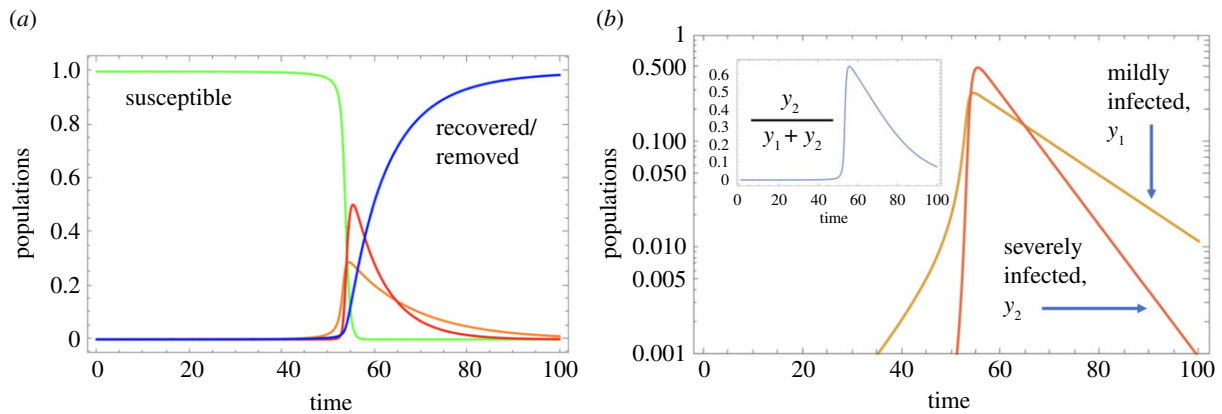 (a)
1.0
0.8
0.6
0.4
0.2
0
populations
susceptible
recovered/
removed
0
20
40
60
80
100
time
(b)
1
0.500
0.100
0.050
0.010
0.005
0.001
populations
0.6
0.5
0.4
0.3
0.2
0.1
0
y2
y1 + y2
0
20
40
60
80
100
time
mildly
infected,
y1
severely
infected,
y2
0
20
40
60
80
100
time